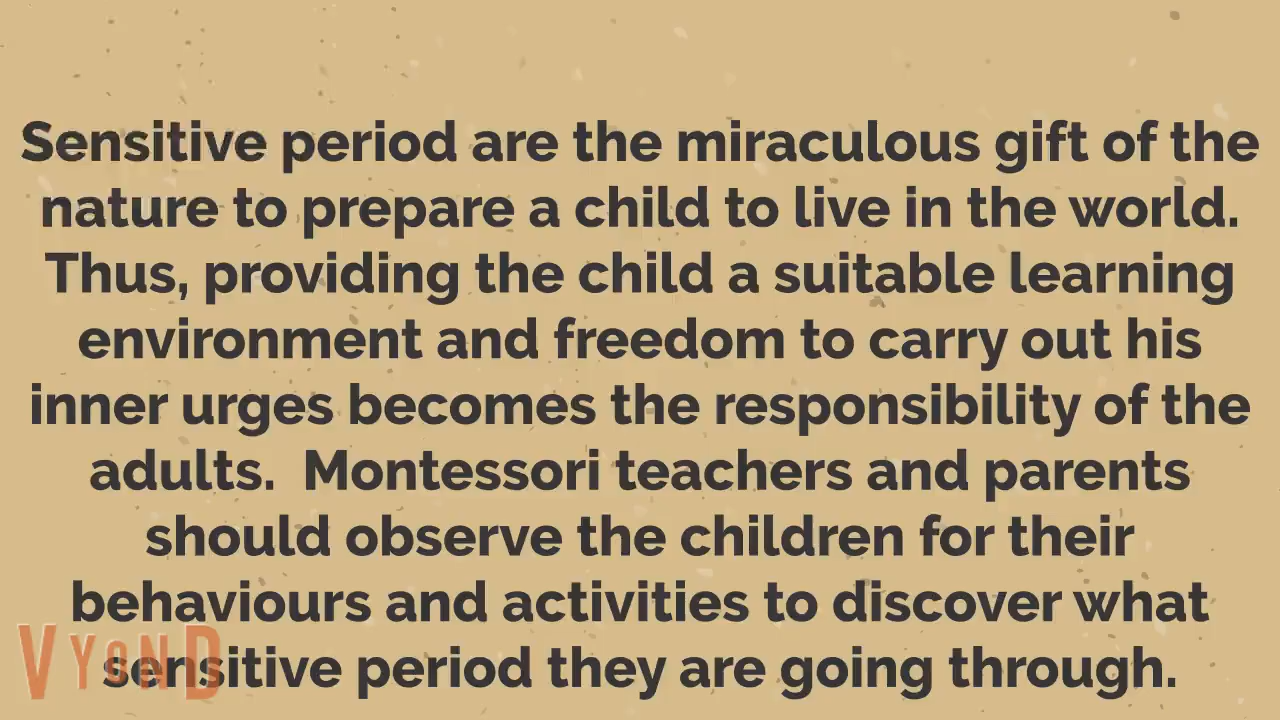 Sensitive period are the miraculous gift of the
nature to prepare a child to live in the world.
Thus, providing the child a suitable learning
environment and freedom to carry out his
inner urges becomes the responsibility of the
adults. Montessori teachers and parents
should observe the children for their
behaviours and activities to discover what
sensitive period they are going through.
VYOND